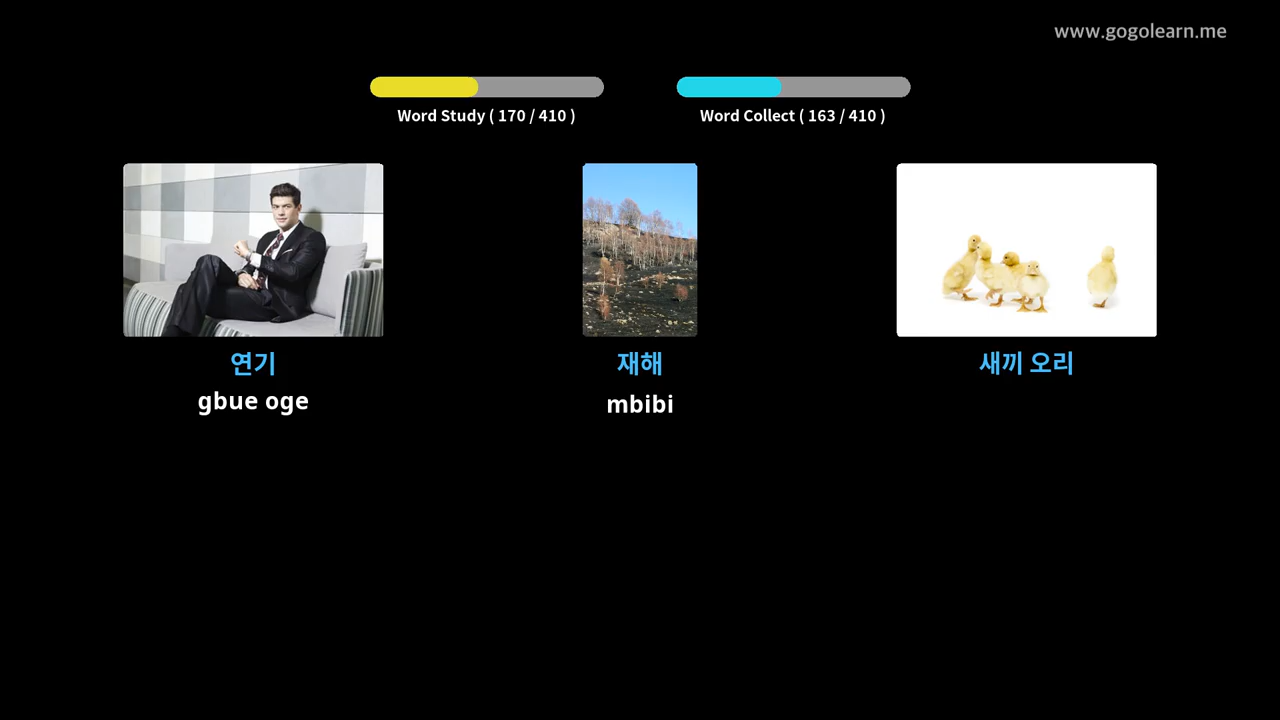 www.gogolearn.me
Word Study ( 170 / 410 )
Word Collect ( 163 / 410 )
연기
재해
새끼 오리
gbue oge
mbibi